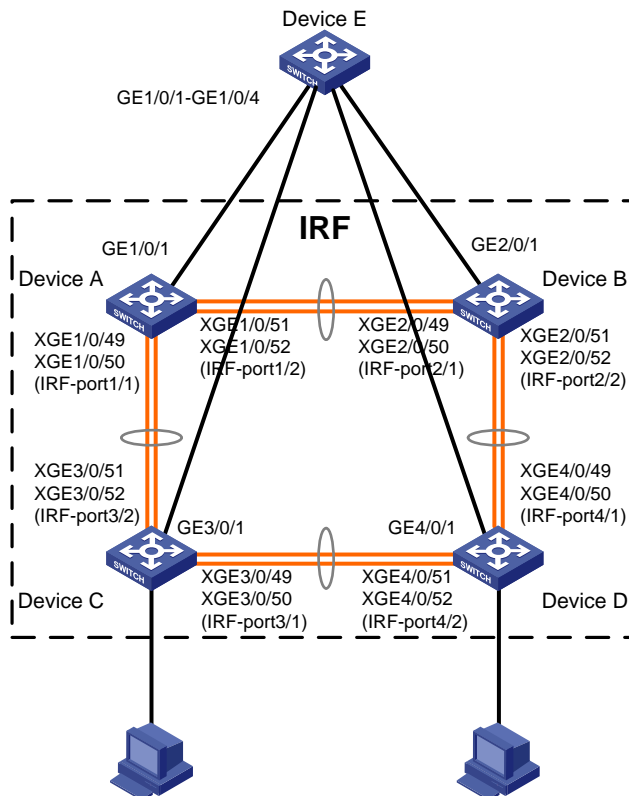 Device E
SWITCH
GE1/0/1-GE1/0/4
IRF
GE1/0/1
GE2/0/1
Device A
Device B
SWITCH
SWITCH
XGE1/0/49
XGE1/0/50
(IRF-port1/1)
XGE1/0/51
XGE1/0/52
(IRF-port1/2)
XGE2/0/49
XGE2/0/50
(IRF-port2/1)
XGE2/0/51
XGE2/0/52
(IRF-port2/2)
XGE3/0/51
XGE3/0/52
(IRF-port3/2)
XGE4/0/49
XGE4/0/50
(IRF-port4/1)
GE3/0/1
GE4/0/1
SWITCH
SWITCH
Device C
XGE3/0/49
XGE3/0/50
(IRF-port3/1)
XGE4/0/51
XGE4/0/52
(IRF-port4/2)
Device D